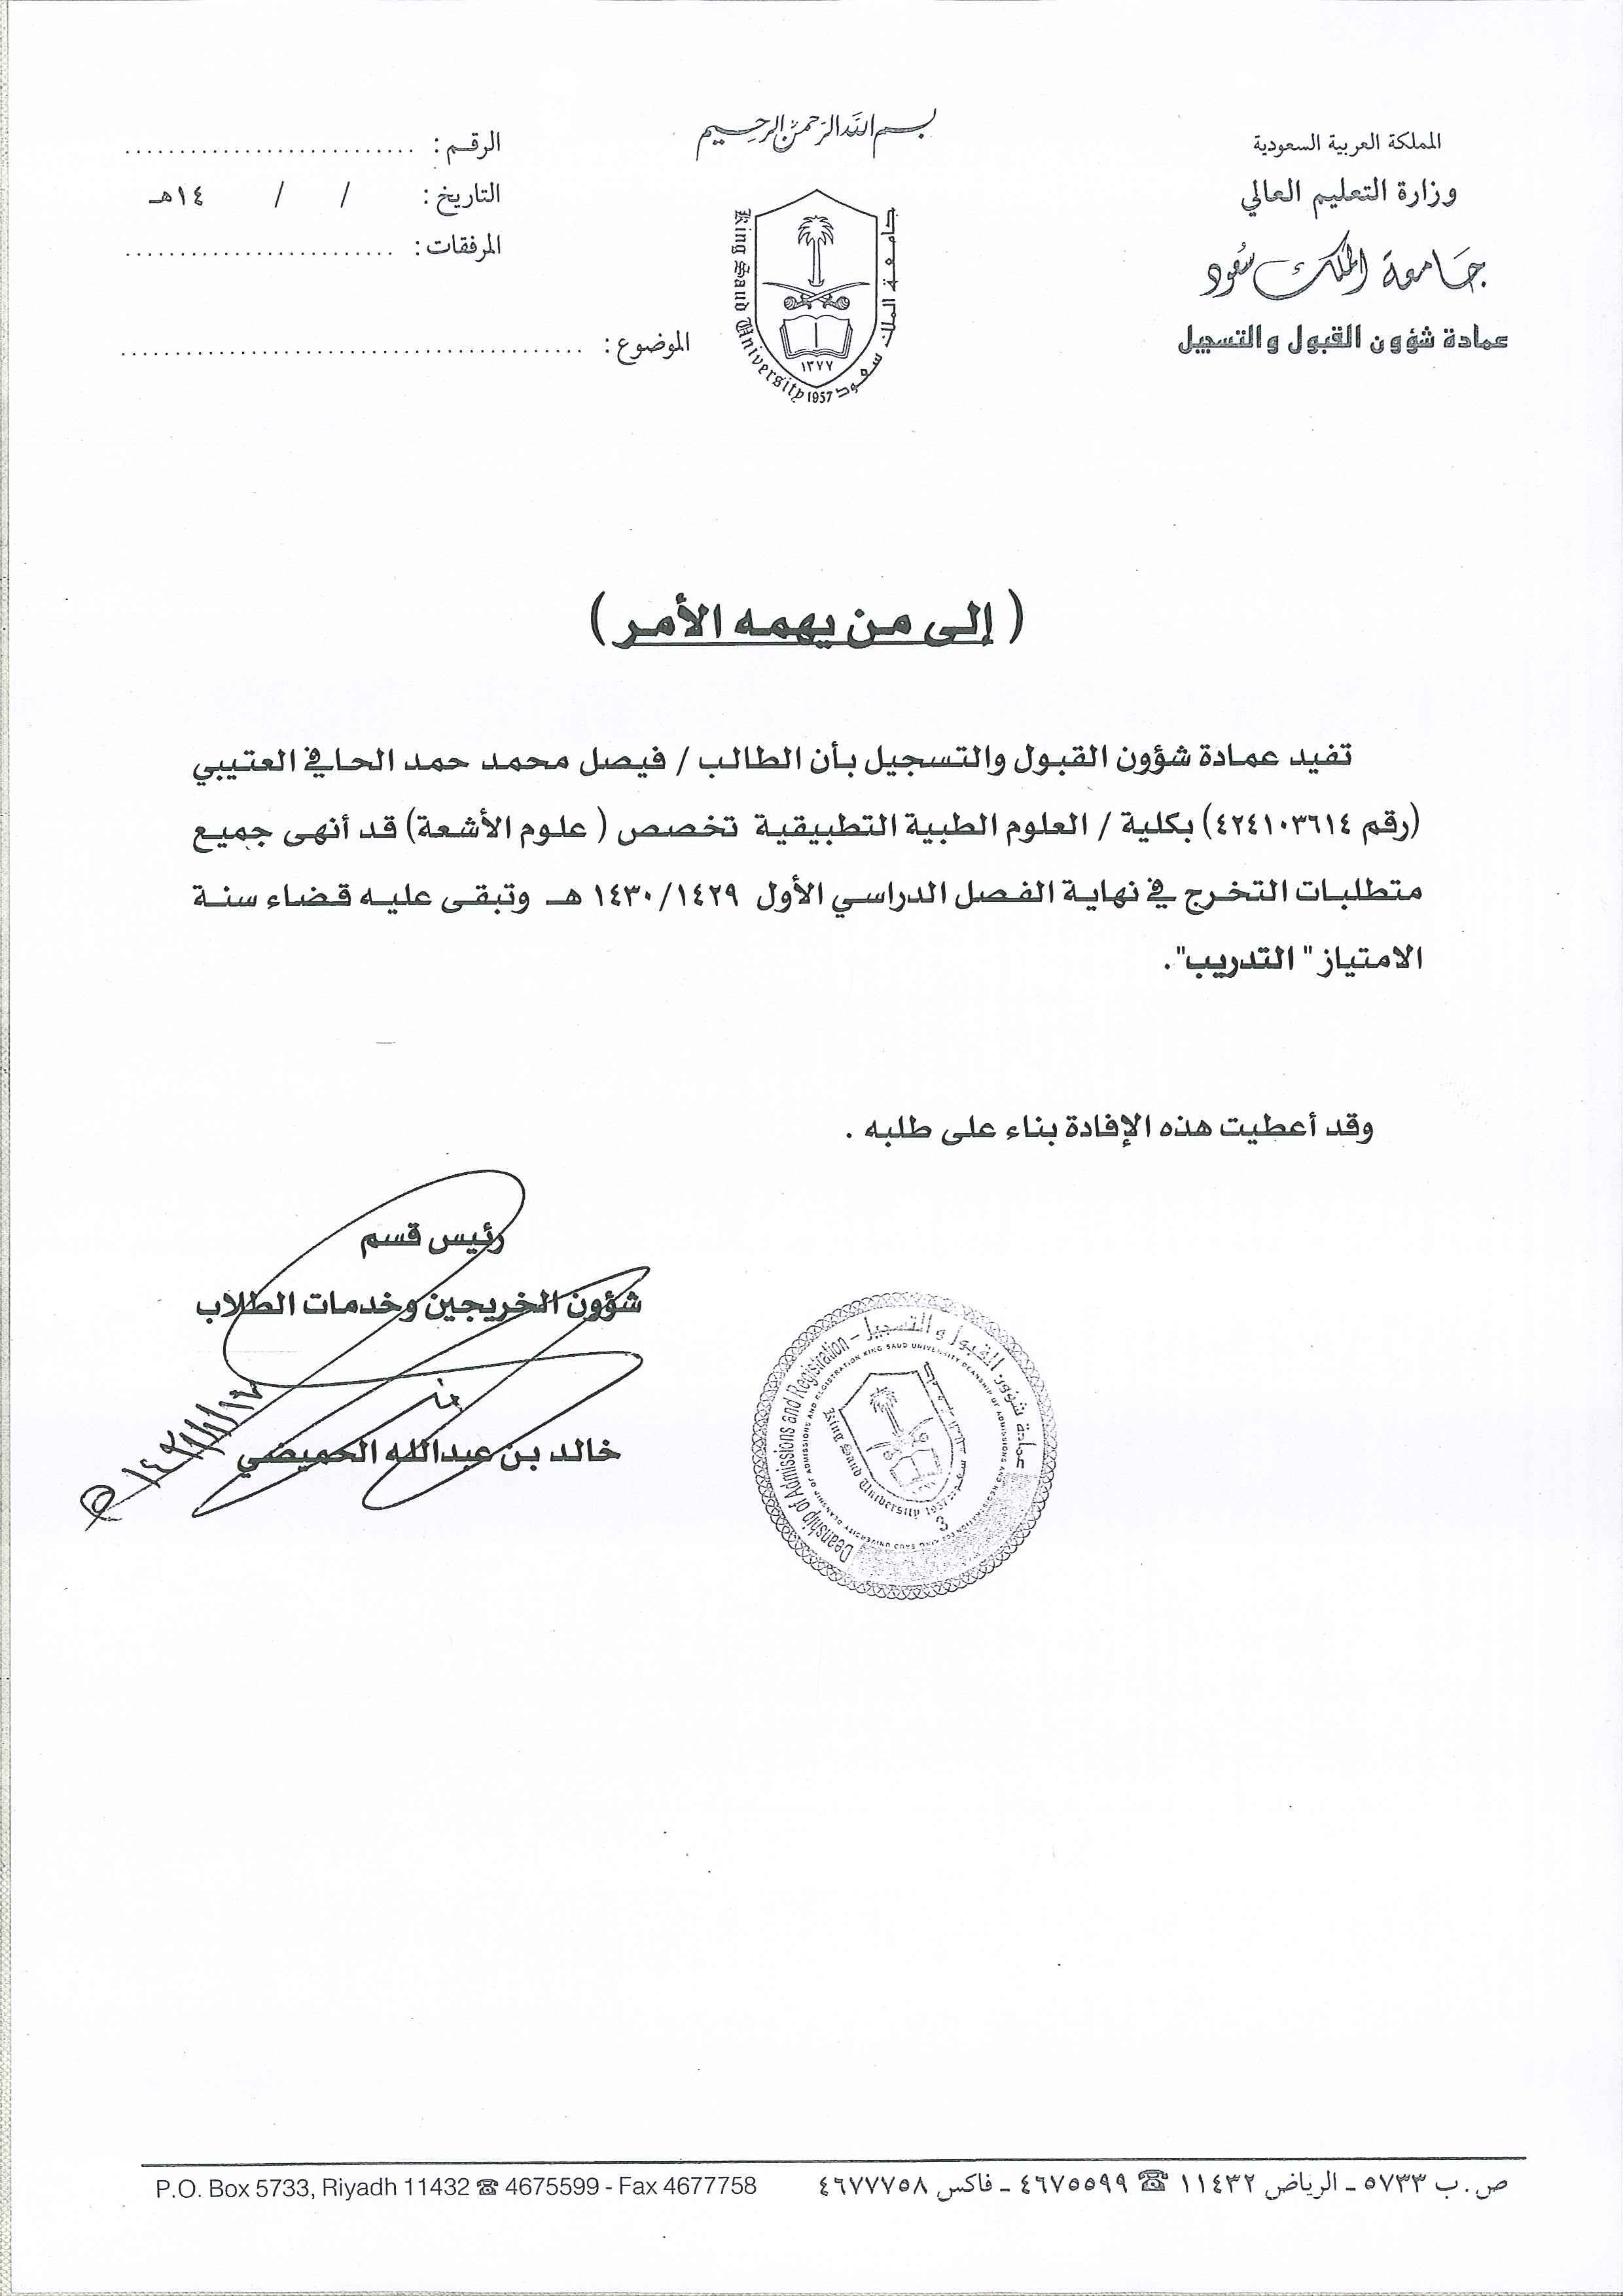 بسم الله الرحمن الرحيم
المملكة العربية السعودية
وزارة التعليم العالي
جامعة الملك سعود
عمادة شؤون القبول والتسجيل
جامعة الملك سعود
King Saud University 1957
١٣٧٧
الرقم :
التاريخ : / / ١٤هـ
المرفقات :
الموضوع :
( إلى من يهمه الأمر )
تفيد عمادة شؤون القبول والتسجيل بأن الطالب / فيصل محمد حمد الحافي العتيبي
(رقم ٤٢٤١٠٣٦١٤) بكلية / العلوم الطبية التطبيقية تخصص ( علوم الأشعة) قد أنهى جميع
متطلبات التخرج في نهاية الفصل الدراسي الأول ١٤٣٠/١٤٢٩ هـ وتبقى عليه قضاء سنة
الامتياز " التدريب".
وقد أعطيت هذه الإفادة بناء على طلبه .
رئيس قسم
شؤون الخريجين وخدمات الطلاب
خالد بن عبدالله الحميضي
عمادة شؤون القبول والتسجيل - Deanship of Admissions and Registration
King Saud University 1957
3
ص . ب ٥٧٣٣ ـ الرياض ١١٤٣٢ ☎ ٤٦٧٥٥٩٩ ـ فاكس ٤٦٧٧٧٥٨
P.O. Box 5733, Riyadh 11432 ☎ 4675599 - Fax 4677758